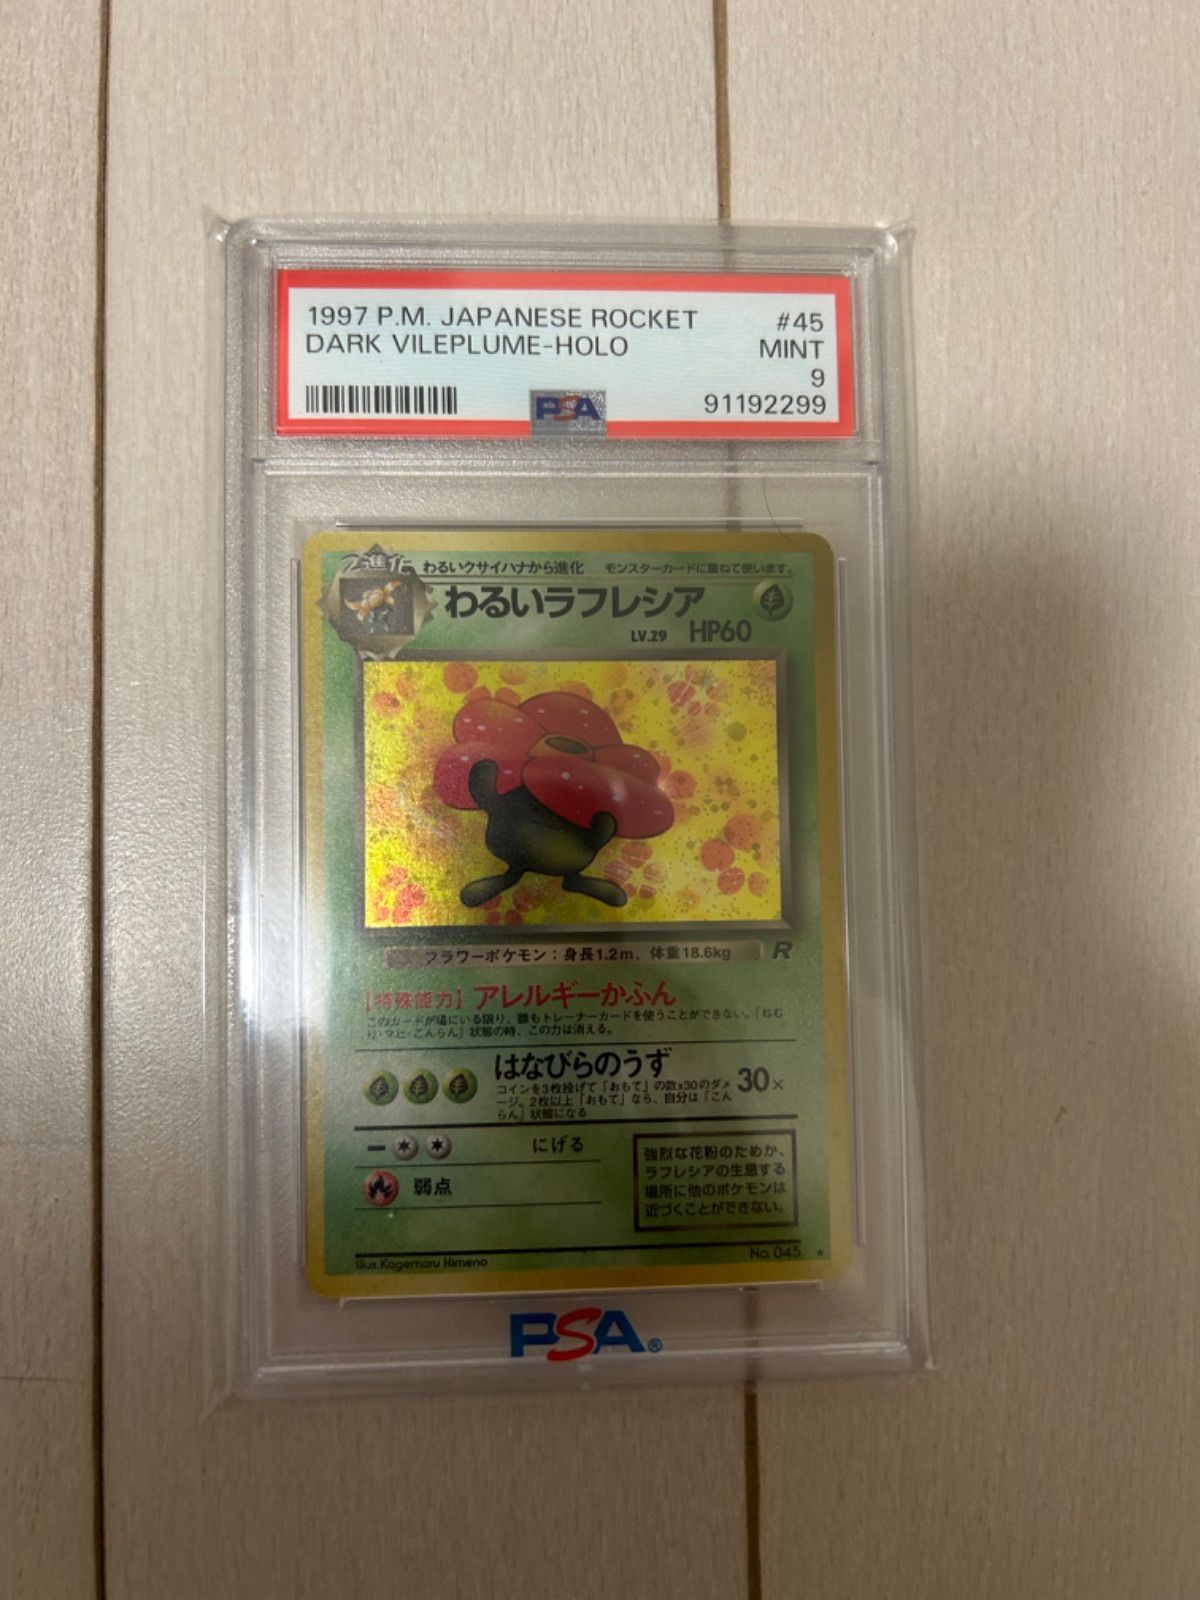 1997 P.M. JAPANESE ROCKET #45
DARK VILEPLUME-HOLO MINT
9
PSA 91192299
2進化 わるいクサイハナから進化 モンスターカードに重ねて使います。
わるいラフレシア
LV.29 HP60
フラワーポケモン：身長1.2m、体重18.6kg R
【特殊能力】アレルギーかふん
このカードが場にいる限り、誰もトレーナーカードを使うことができない。「ねむ
り・マヒ・こんらん」状態の時、この力は消える。
はなびらのうず
コインを3枚投げて「おもて」の数x30のダメ 30×
ージ。2枚以上「おもて」なら、自分は「こん
らん」状態になる
にげる
弱点
強烈な花粉のためか、
ラフレシアの生息する
場所に他のポケモンは
近づくことができない。
No.045 ★
Illus.Kagemaru Himeno
PSA®